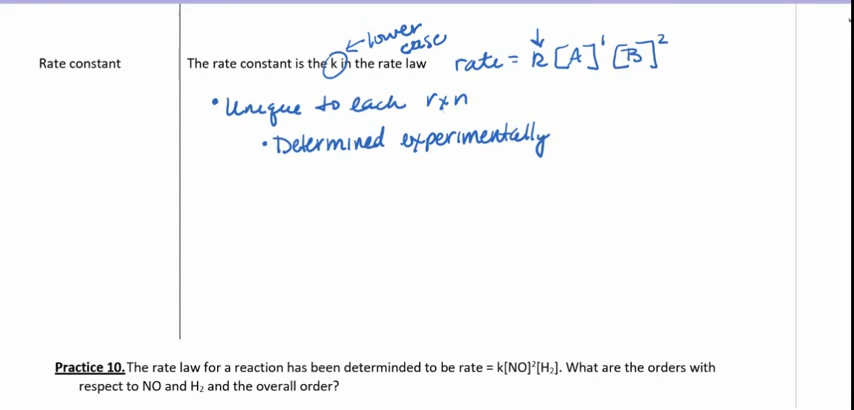 lower
case
Rate constant
The rate constant is the k in the rate law
rate = k [A]¹ [B]²
• Unique to each rxn
• Determined experimentally
Practice 10. The rate law for a reaction has been determinded to be rate = k[NO]²[H₂]. What are the orders with
respect to NO and H₂ and the overall order?